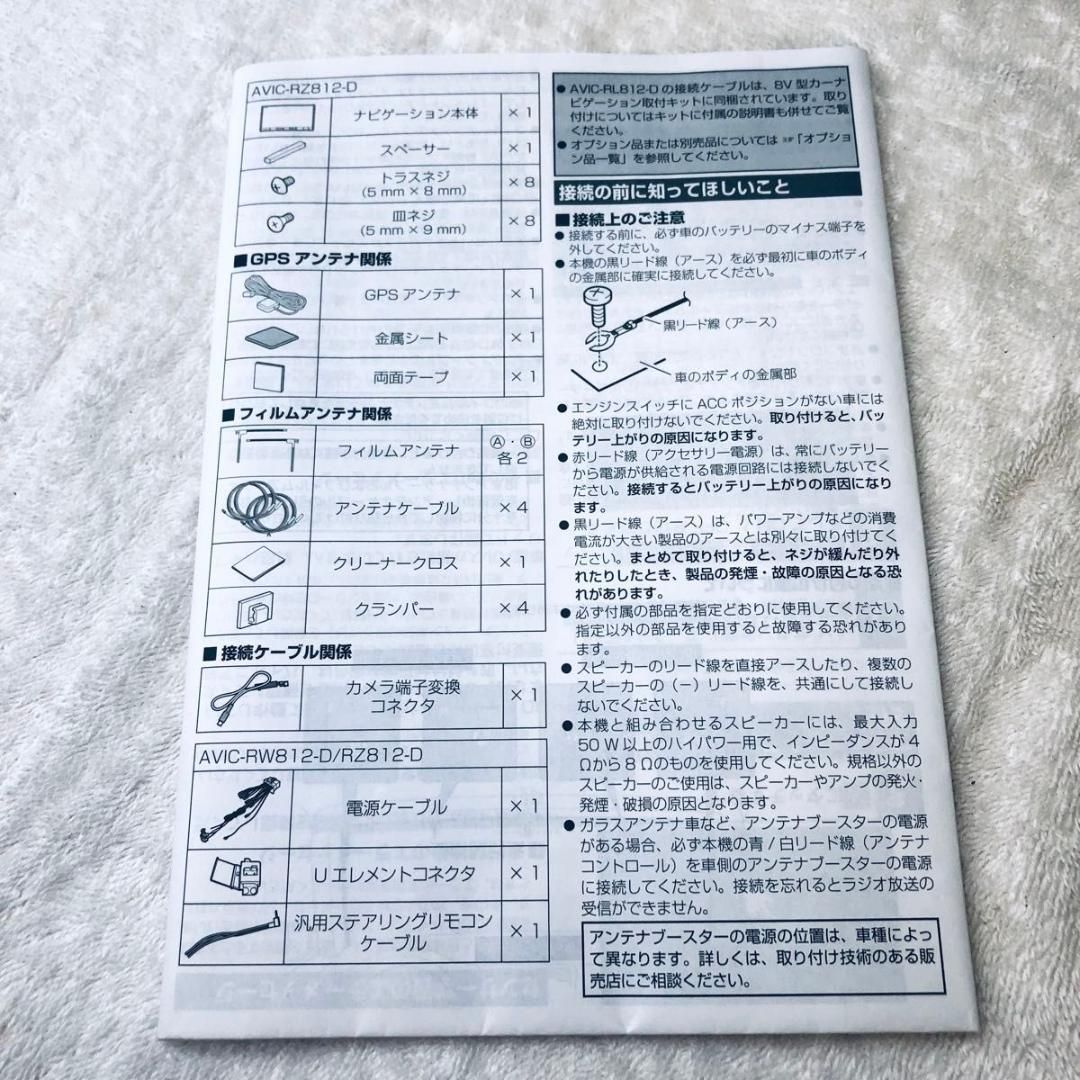 AVIC-RZ812-D
ナビゲーション本体 × 1
スペーサー × 1
トラスネジ
(5 mm × 8 mm) × 8
皿ネジ
(5 mm × 9 mm) × 8
■ GPS アンテナ関係
GPS アンテナ × 1
金属シート × 1
両面テープ × 1
■ フィルムアンテナ関係
フィルムアンテナ Ⓐ・Ⓑ
各2
アンテナケーブル × 4
クリーナークロス × 1
クランパー × 4
■ 接続ケーブル関係
カメラ端子変換
コネクタ × 1
AVIC-RW812-D/RZ812-D
電源ケーブル × 1
U エレメントコネクタ × 1
汎用ステアリングリモコン
ケーブル × 1
● AVIC-RL812-D の接続ケーブルは、8V 型カーナ
ビゲーション取付キットに同梱されています。取り
付けについてはキットに付属の説明書も併せてご覧
ください。
● オプション品または別売品については ☞「オプショ
ン品一覧」を参照してください。
接続の前に知ってほしいこと
■ 接続上のご注意
● 接続する前に、必ず車のバッテリーのマイナス端子を
外してください。
● 本機の黒リード線（アース）を必ず最初に車のボディ
の金属部に確実に接続してください。
黒リード線（アース）
車のボディの金属部
● エンジンスイッチに ACC ポジションがない車には
絶対に取り付けないでください。取り付けると、バッ
テリー上がりの原因になります。
● 赤リード線（アクセサリー電源）は、常にバッテリー
から電源が供給される電源回路には接続しないでく
ださい。接続するとバッテリー上がりの原因になり
ます。
● 黒リード線（アース）は、パワーアンプなどの消費
電流が大きい製品のアースとは別々に取り付けてく
ださい。まとめて取り付けると、ネジが緩んだり外
れたりしたとき、製品の発煙・故障の原因となる恐
れがあります。
● 必ず付属の部品を指定どおりに使用してください。
指定以外の部品を使用すると故障する恐れがあり
ます。
● スピーカーのリード線を直接アースしたり、複数の
スピーカーの（−）リード線を、共通にして接続し
ないでください。
● 本機と組み合わせるスピーカーには、最大入力
50 W 以上のハイパワー用で、インピーダンスが 4
Ωから 8 Ωのものを使用してください。規格以外の
スピーカーのご使用は、スピーカーやアンプの発火・
発煙・破損の原因となります。
● ガラスアンテナ車など、アンテナブースターの電源
がある場合、必ず本機の青 / 白リード線（アンテナ
コントロール）を車側のアンテナブースターの電源
に接続してください。接続を忘れるとラジオ放送の
受信ができません。
アンテナブースターの電源の位置は、車種によっ
て異なります。詳しくは、取り付け技術のある販
売店にご相談ください。